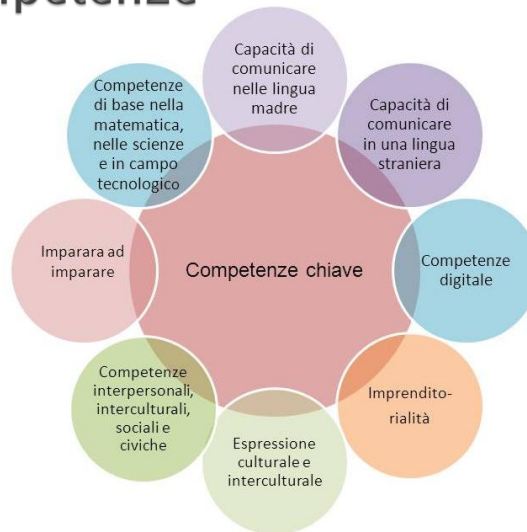 Capacità di
comunicare
nelle lingua
madre
Capacità di
comunicare
in una lingua
straniera
Competenze
digitale
Imprendito-
rialità
Espressione
culturale e
interculturale
Competenze
interpersonali,
interculturali,
sociali e
civiche
Imparara ad
imparare
Competenze
di base nella
matematica,
nelle scienze
e in campo
tecnologico
Competenze chiave